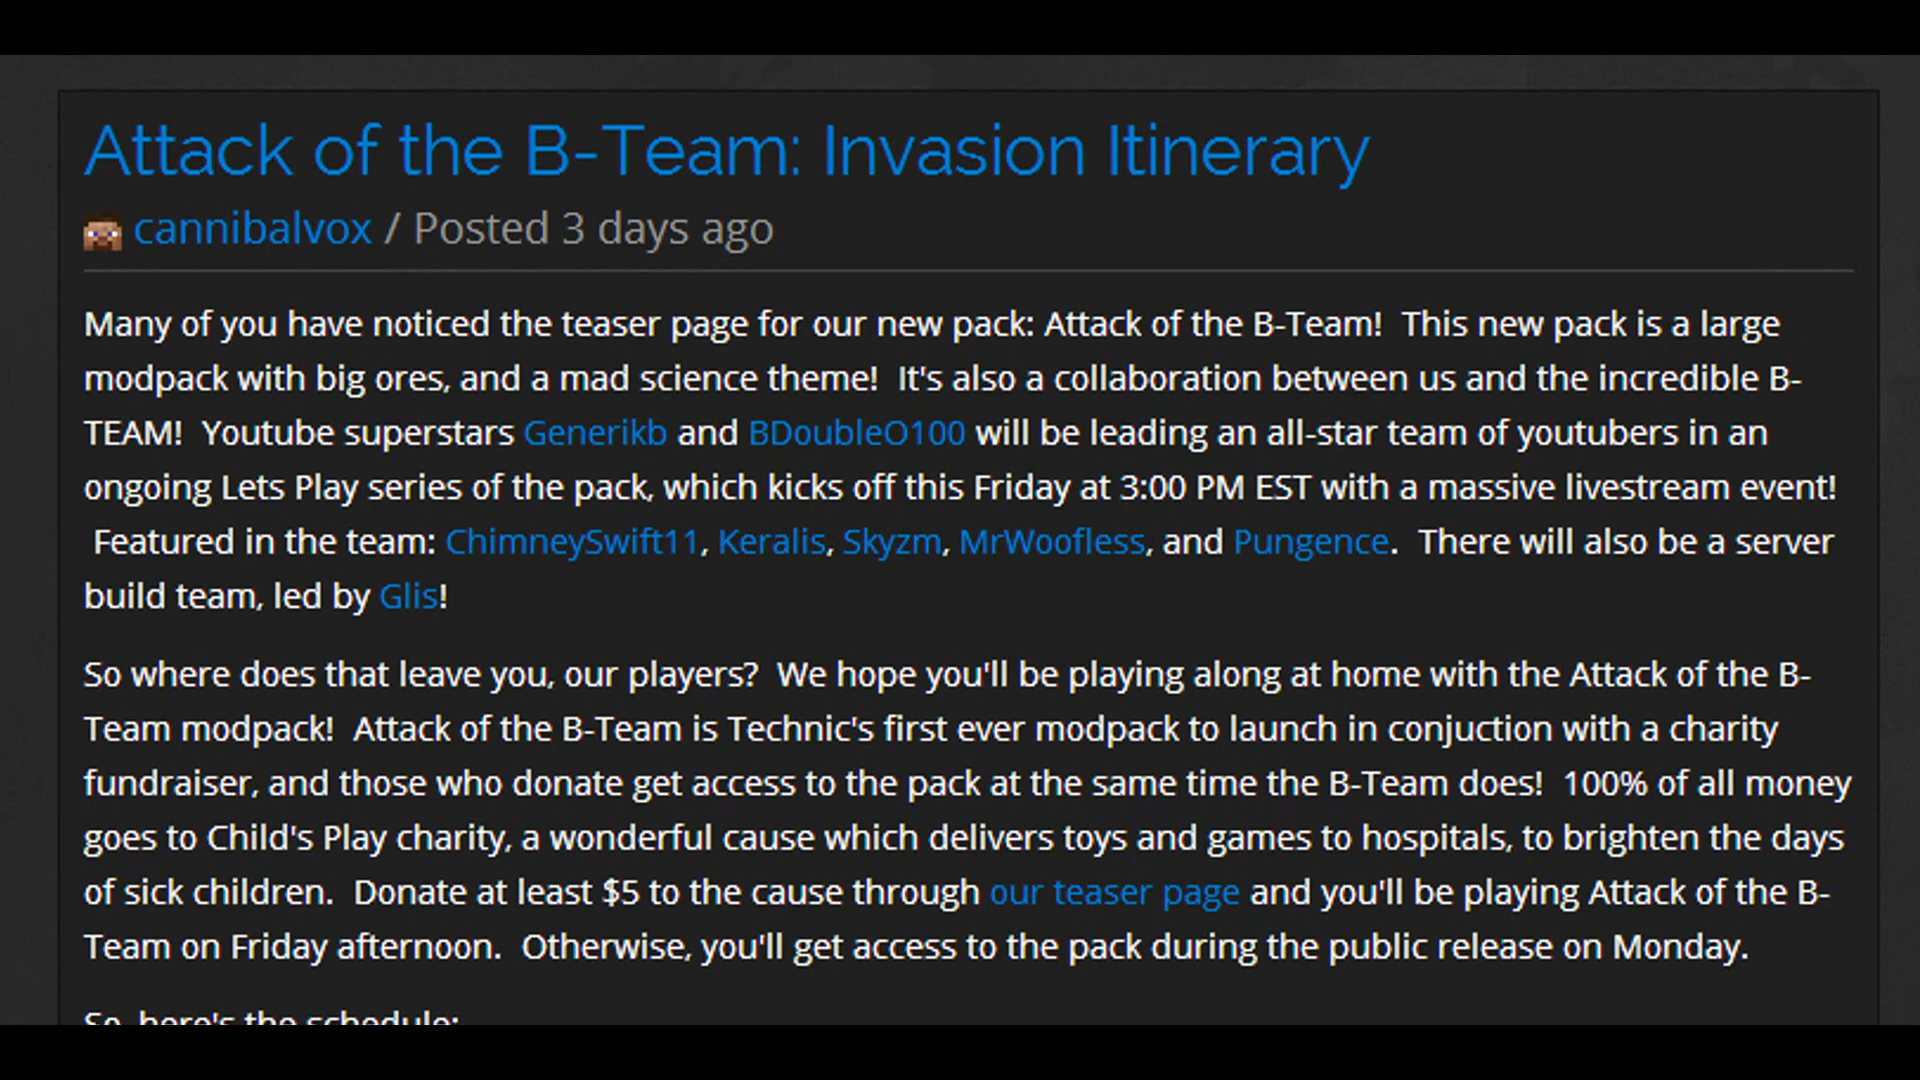 Attack of the B-Team: Invasion Itinerary
cannibalvox / Posted 3 days ago
Many of you have noticed the teaser page for our new pack: Attack of the B-Team!  This new pack is a large
modpack with big ores, and a mad science theme!  It's also a collaboration between us and the incredible B-
TEAM!  Youtube superstars Generikb and BDoubleO100 will be leading an all-star team of youtubers in an
ongoing Lets Play series of the pack, which kicks off this Friday at 3:00 PM EST with a massive livestream event!
Featured in the team: ChimneySwift11, Keralis, Skyzm, MrWoofless, and Pungence.  There will also be a server
build team, led by Glis!
So where does that leave you, our players?  We hope you'll be playing along at home with the Attack of the B-
Team modpack!  Attack of the B-Team is Technic's first ever modpack to launch in conjuction with a charity
fundraiser, and those who donate get access to the pack at the same time the B-Team does!  100% of all money
goes to Child's Play charity, a wonderful cause which delivers toys and games to hospitals, to brighten the days
of sick children.  Donate at least $5 to the cause through our teaser page and you'll be playing Attack of the B-
Team on Friday afternoon.  Otherwise, you'll get access to the pack during the public release on Monday.
So, here's the schedule: